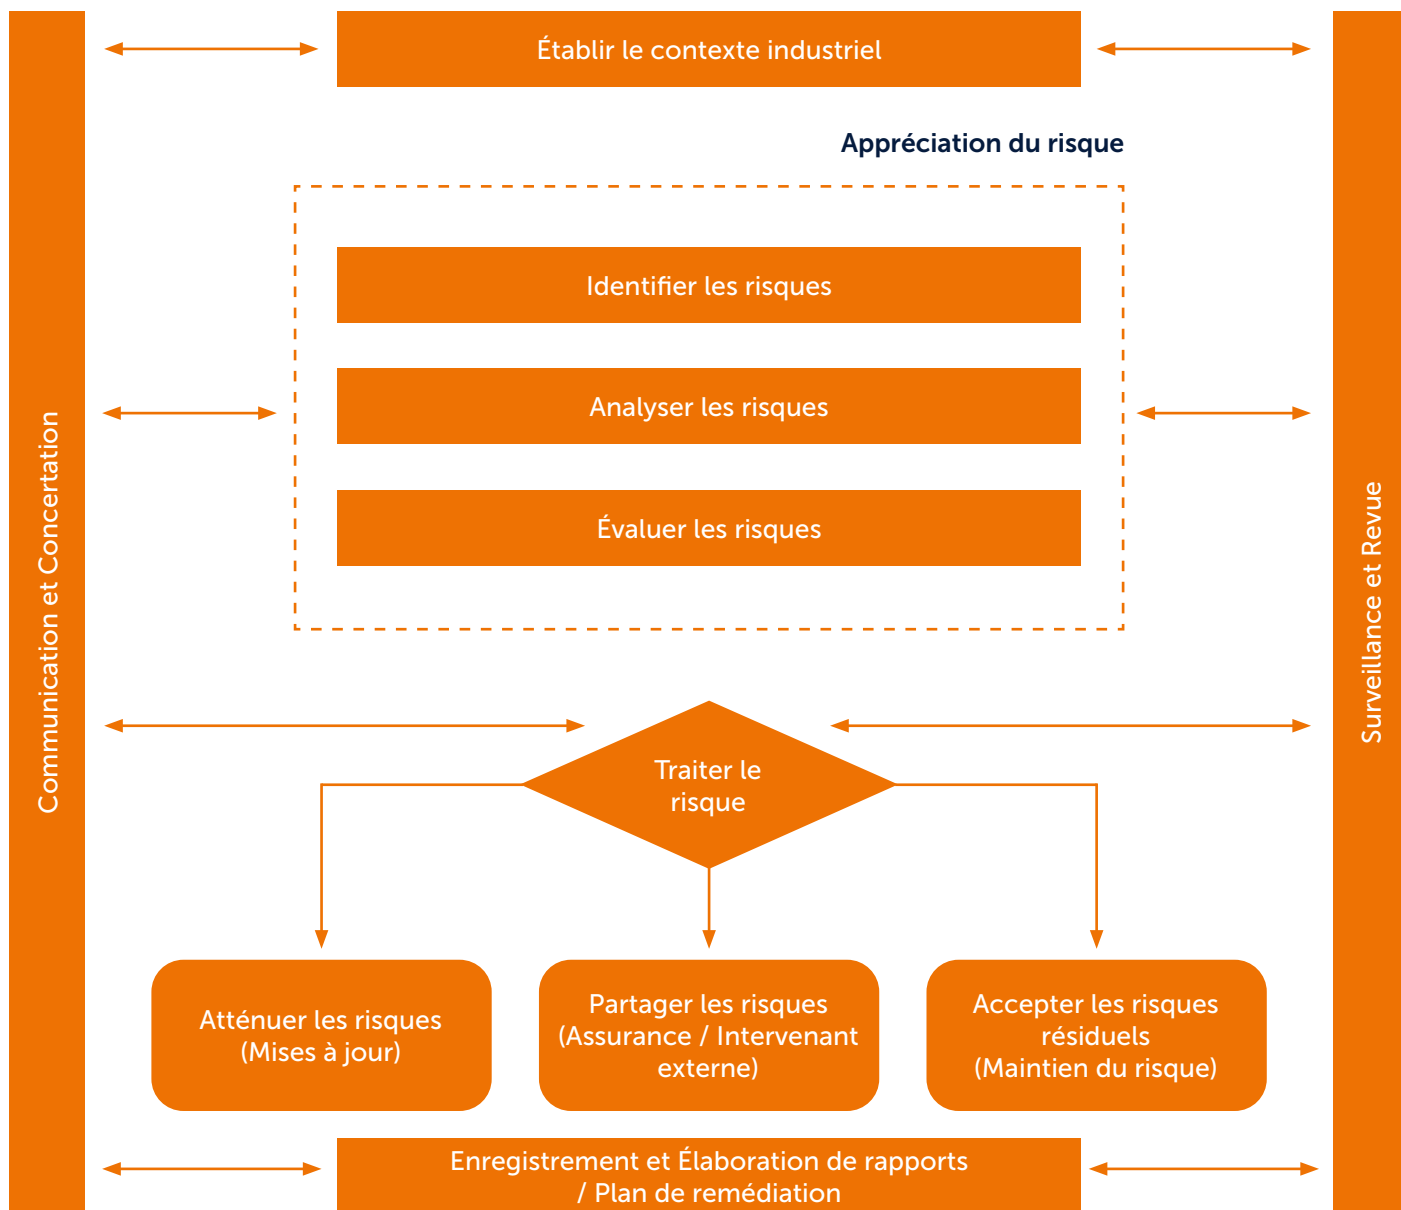 Établir le contexte industriel
Appréciation du risque
Identifier les risques
Analyser les risques
Évaluer les risques
Communication et Concertation
Surveillance et Revue
Traiter le
risque
Atténuer les risques
(Mises à jour)
Partager les risques
(Assurance / Intervenant
externe)
Accepter les risques
résiduels
(Maintien du risque)
Enregistrement et Élaboration de rapports
/ Plan de remédiation